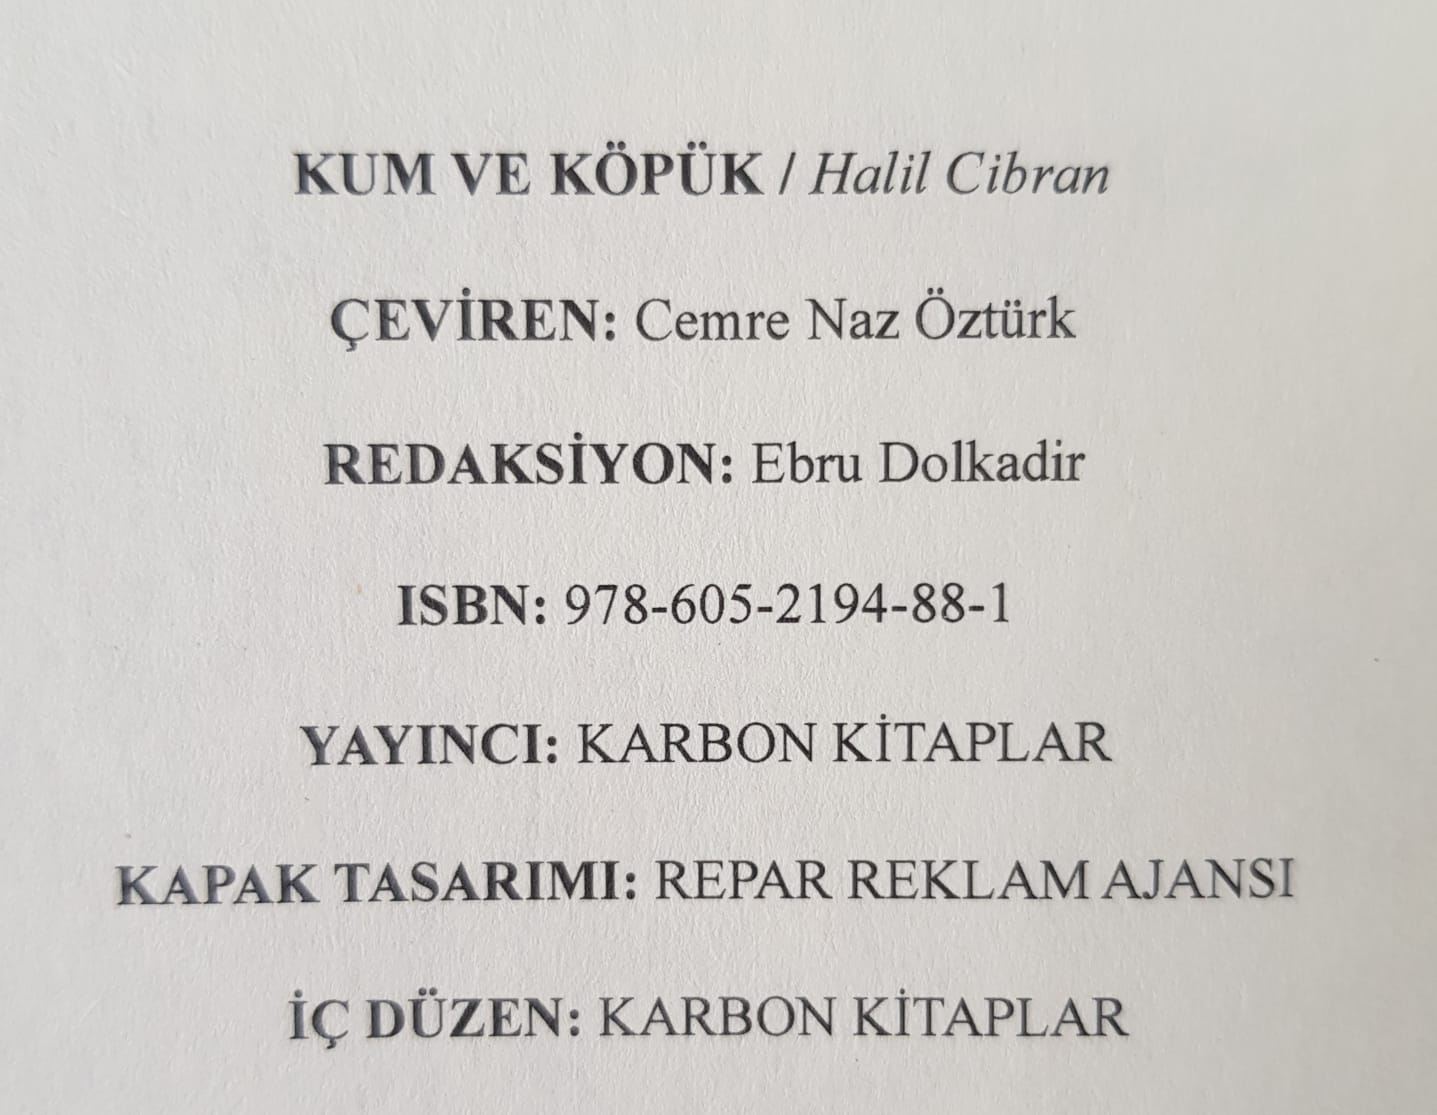 KUM VE KÖPÜK / Halil Cibran
ÇEVİREN: Cemre Naz Öztürk
REDAKSİYON: Ebru Dolkadir
ISBN: 978-605-2194-88-1
YAYINCI: KARBON KİTAPLAR
KAPAK TASARIMI: REPAR REKLAM AJANSI
İÇ DÜZEN: KARBON KİTAPLAR